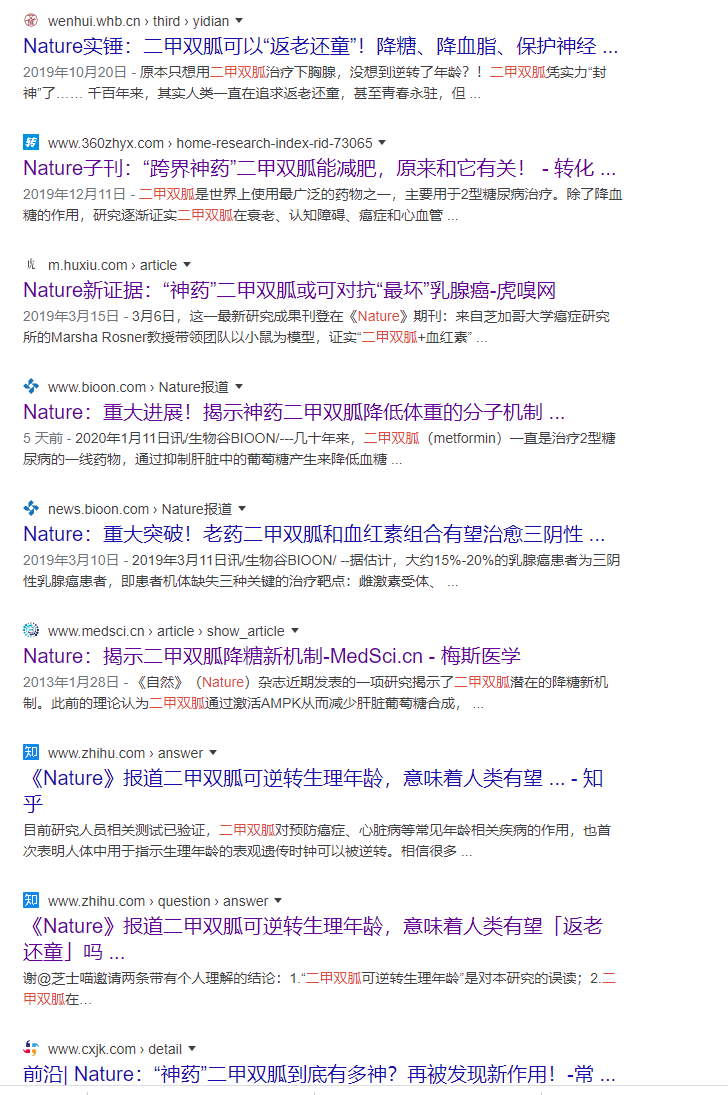 wenhui.whb.cn › third › yidian
Nature实锤：二甲双胍可以“返老还童”！降糖、降血脂、保护神经 ...
2019年10月20日 - 原本只想用二甲双胍治疗下胸腺，没想到逆转了年龄？！二甲双胍凭实力“封
神”了…… 千百年来，其实人类一直在追求返老还童，甚至青春永驻，但 ...
转 www.360zhyx.com › home-research-index-rid-73065
Nature子刊：“跨界神药”二甲双胍能减肥，原来和它有关！ - 转化 ...
2019年12月11日 - 二甲双胍是世界上使用最广泛的药物之一，主要用于2型糖尿病治疗。除了降血
糖的作用，研究逐渐证实二甲双胍在衰老、认知障碍、癌症和心血管 ...
虎 m.huxiu.com › article
Nature新证据：“神药”二甲双胍或可对抗“最坏”乳腺癌-虎嗅网
2019年3月15日 - 3月6日，这一最新研究成果刊登在《Nature》期刊：来自芝加哥大学癌症研究
所的Marsha Rosner教授带领团队以小鼠为模型，证实“二甲双胍+血红素” ...
www.bioon.com › Nature报道
Nature：重大进展！揭示神药二甲双胍降低体重的分子机制 ...
5 天前 - 2020年1月11日讯/生物谷BIOON/---几十年来，二甲双胍（metformin）一直是治疗2型糖
尿病的一线药物，通过抑制肝脏中的葡萄糖产生来降低血糖 ...
news.bioon.com › Nature报道
Nature：重大突破！老药二甲双胍和血红素组合有望治愈三阴性 ...
2019年3月10日 - 2019年3月11日讯/生物谷BIOON/ --据估计，大约15%-20%的乳腺癌患者为三阴
性乳腺癌患者，即患者机体缺失三种关键的治疗靶点：雌激素受体、 ...
www.medsci.cn › article › show_article
Nature：揭示二甲双胍降糖新机制-MedSci.cn - 梅斯医学
2013年1月28日 - 《自然》（Nature）杂志近期发表的一项研究揭示了二甲双胍潜在的降糖新机
制。此前的理论认为二甲双胍通过激活AMPK从而减少肝脏葡萄糖合成， ...
知 www.zhihu.com › answer
《Nature》报道二甲双胍可逆转生理年龄，意味着人类有望 ... - 知
乎
目前研究人员相关测试已验证，二甲双胍对预防癌症、心脏病等常见年龄相关疾病的作用，也首
次表明人体中用于指示生理年龄的表观遗传时钟可以被逆转。相信很多 ...
知 www.zhihu.com › question › answer
《Nature》报道二甲双胍可逆转生理年龄，意味着人类有望「返老
还童」吗 ...
谢@芝士喵邀请两条带有个人理解的结论：1.“二甲双胍可逆转生理年龄”是对本研究的误读；2.二
甲双胍在...
www.cxjk.com › detail
前沿| Nature：“神药”二甲双胍到底有多神？再被发现新作用！-常 ...